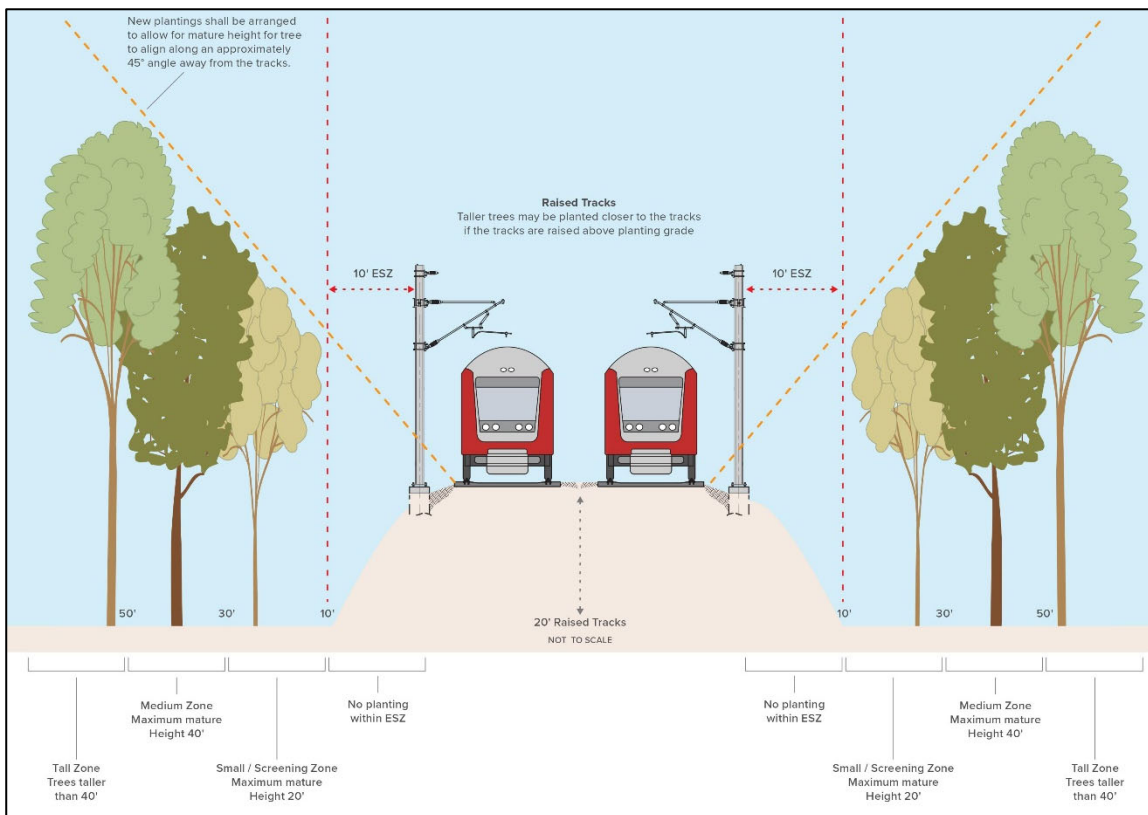 New plantings shall be arranged
to allow for mature height for tree
to align along an approximately
45° angle away from the tracks.
Raised Tracks
Taller trees may be planted closer to the tracks
if the tracks are raised above planting grade
10' ESZ
10' ESZ
50'
30'
10'
20' Raised Tracks
NOT TO SCALE
10'
30'
50'
No planting
within ESZ
Medium Zone
Maximum mature
Height 40'
Tall Zone
Trees taller
than 40'
Small / Screening Zone
Maximum mature
Height 20'
No planting
within ESZ
Medium Zone
Maximum mature
Height 40'
Small / Screening Zone
Maximum mature
Height 20'
Tall Zone
Trees taller
than 40'